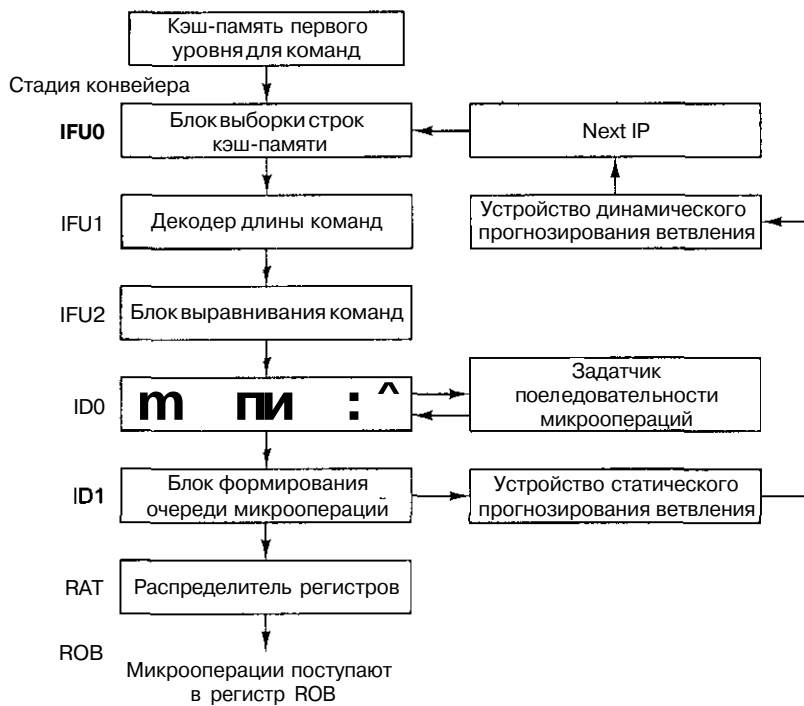 Кэш-память первого
уровня для команд
Стадия конвейера
IFU0
Блок выборки строк
кэш-памяти
Next IP
IFU1
Декодер длины команд
Устройство динамического
прогнозирования ветвления
IFU2
Блок выравнивания команд
ID0
m пи : ^
Задатчик
поеледовательности
микроопераций
ID1
Блок формирования
очереди микроопераций
Устройство статического
прогнозирования ветвления
RAT
Распределитель регистров
ROB
Микрооперации поступают
в регистр ROB